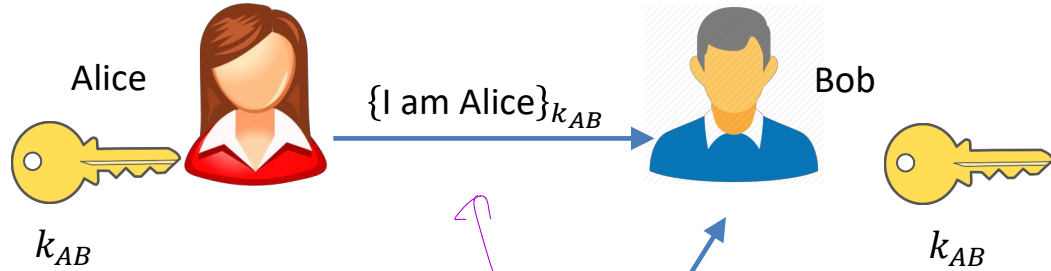 Alice
{I am Alice}k_{AB}
Bob
k_{AB}
k_{AB}